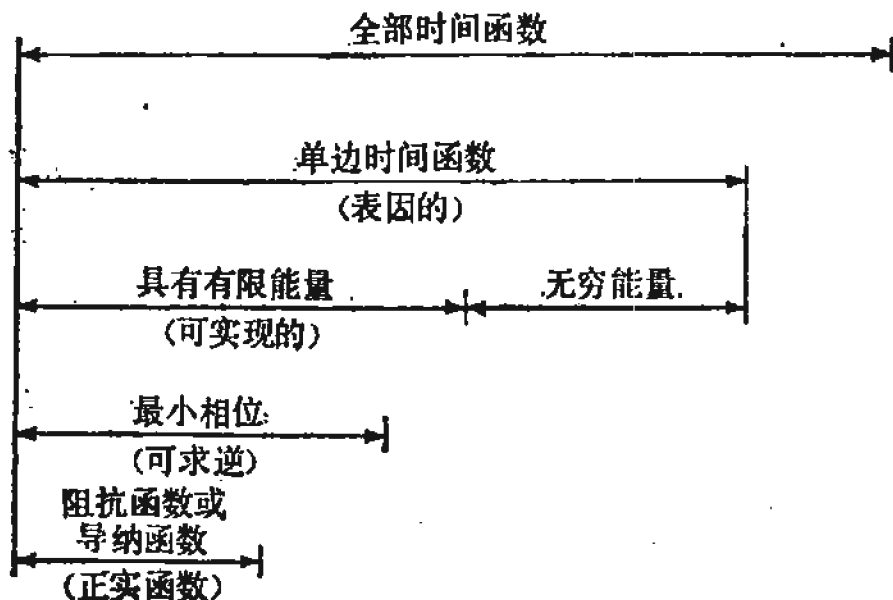 全部时间函数
单边时间函数
(表因的)
具有有限能量
无穷能量
(可实现的)
最小相位
(可求逆)
阻抗函数或
导纳函数
(正实函数)